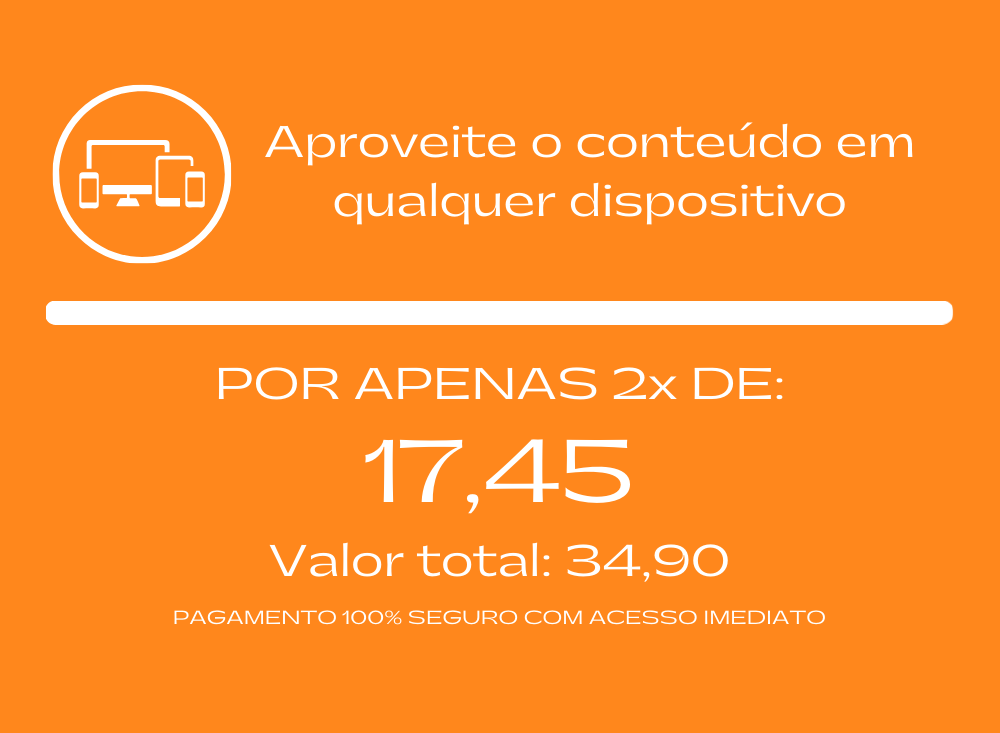 Aproveite o conteúdo em
qualquer dispositivo
POR APENAS 2x DE:
17,45
Valor total: 34,90
PAGAMENTO 100% SEGURO COM ACESSO IMEDIATO